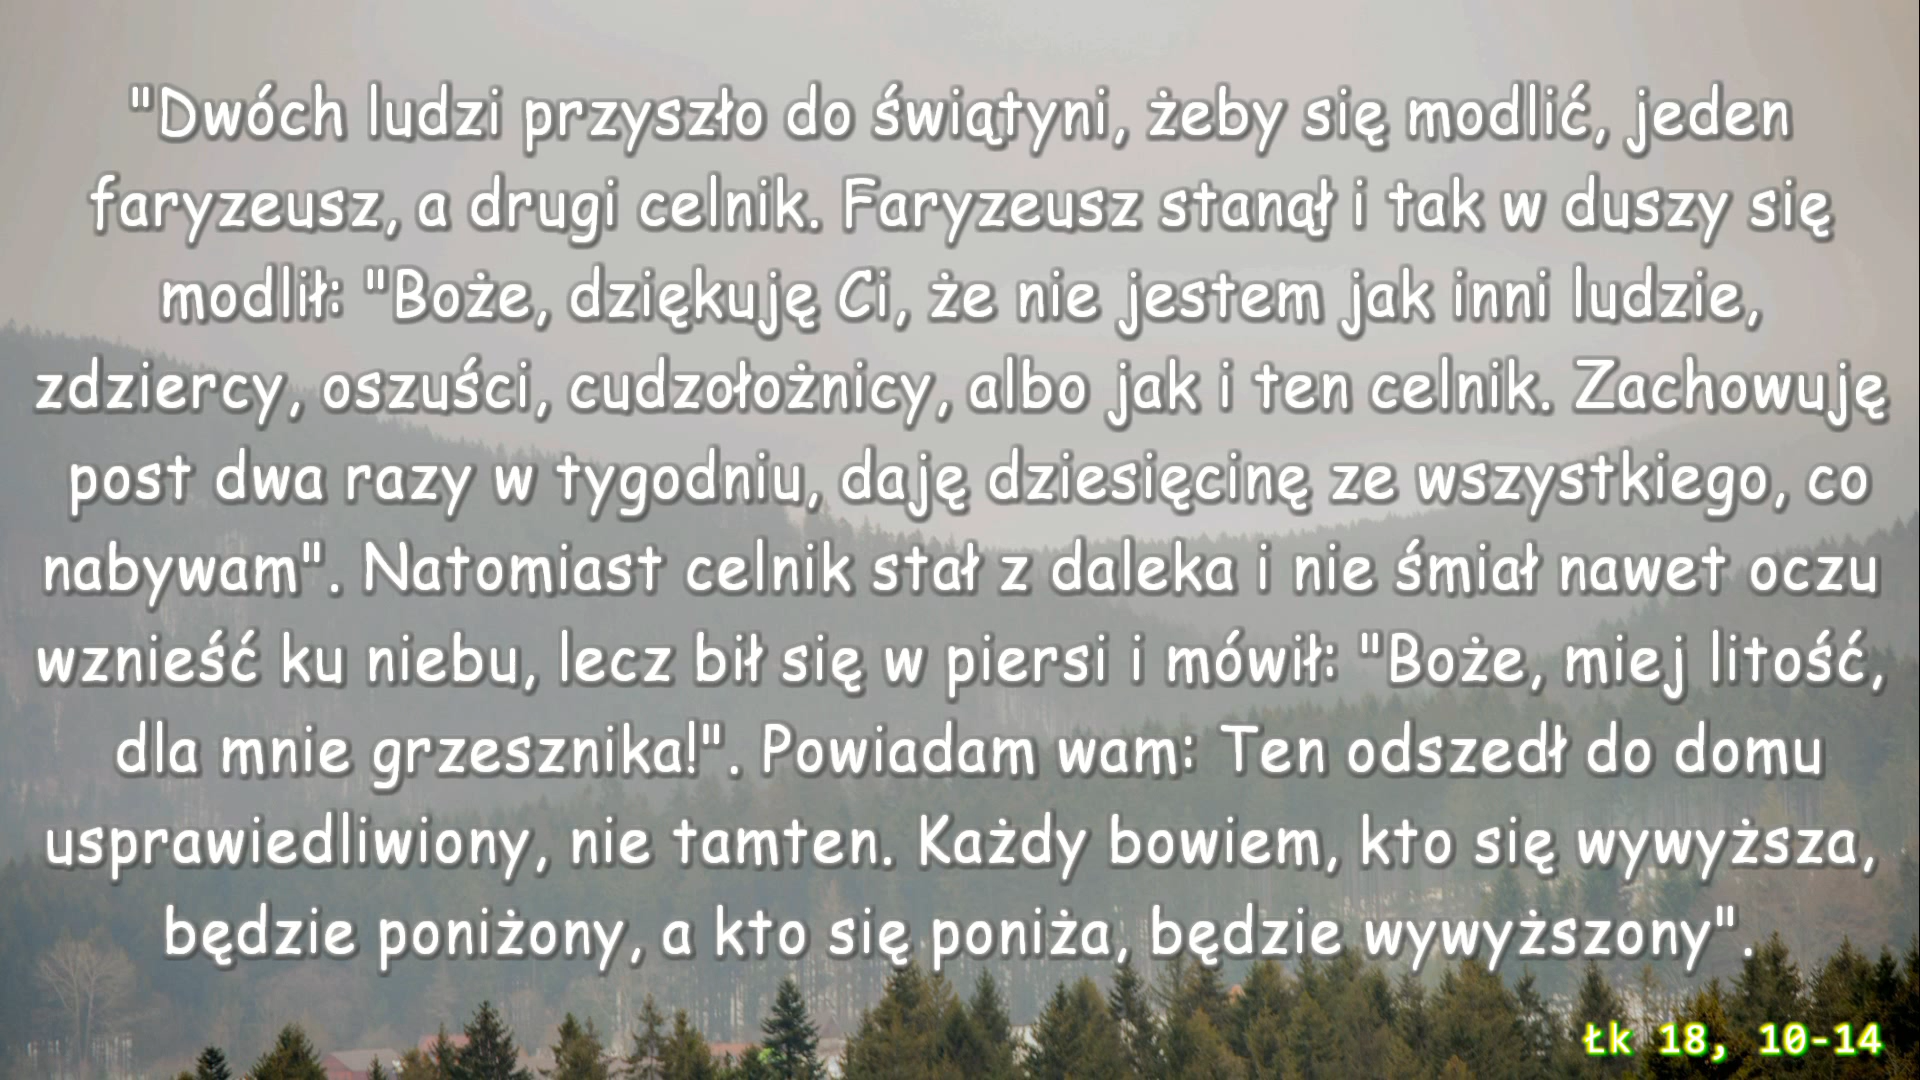 "Dwóch ludzi przyszło do świątyni, żeby się modlić, jeden
faryzeusz, a drugi celnik. Faryzeusz stanął i tak w duszy się
modlił: "Boże, dziękuję Ci, że nie jestem jak inni ludzie,
zdziercy, oszuści, cudzołożnicy, albo jak i ten celnik. Zachowuję
post dwa razy w tygodniu, daję dziesięcinę ze wszystkiego, co
nabywam". Natomiast celnik stał z daleka i nie śmiał nawet oczu
wznieść ku niebu, lecz bił się w piersi i mówił: "Boże, miej litość,
dla mnie grzesznika!". Powiadam wam: Ten odszedł do domu
usprawiedliwiony, nie tamten. Każdy bowiem, kto się wywyższa,
będzie poniżony, a kto się poniża, będzie wywyższony".
Łk 18, 10-14